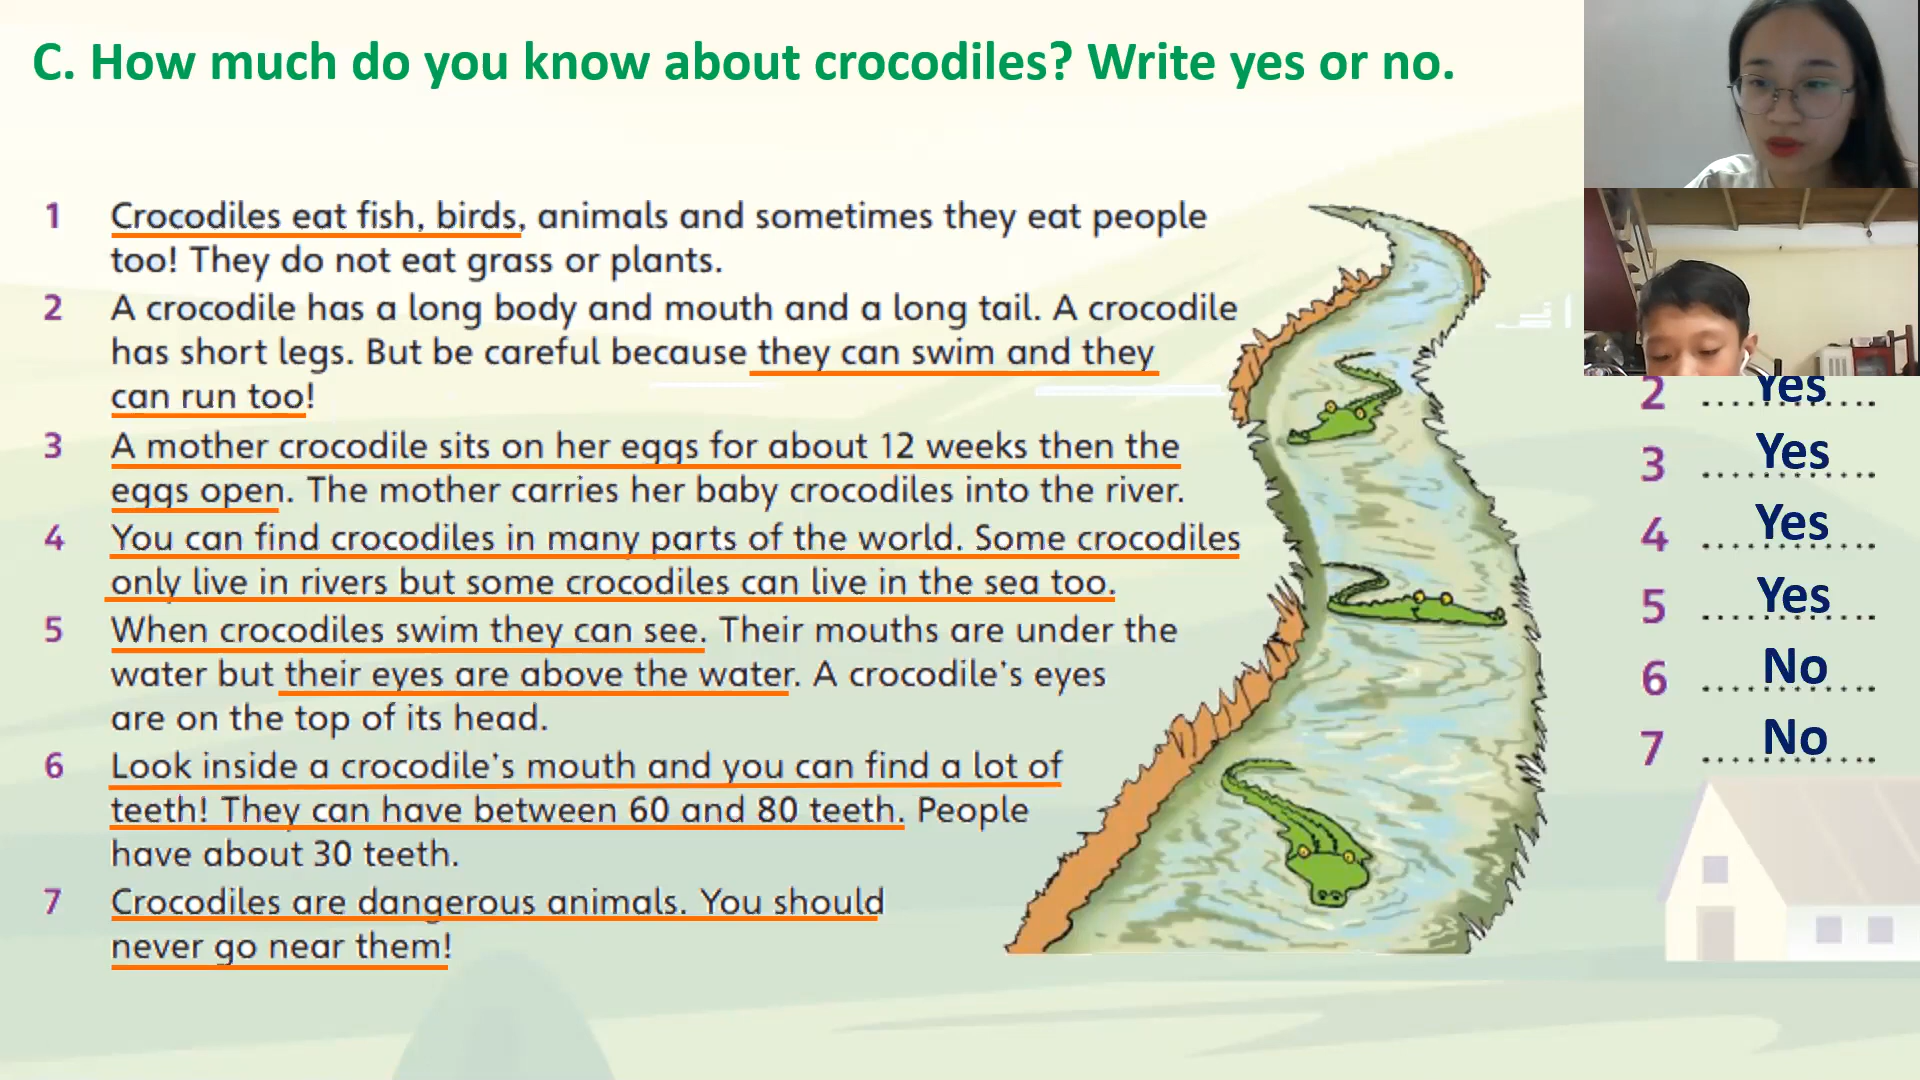 C. How much do you know about crocodiles? Write yes or no.
1 Crocodiles eat fish, birds, animals and sometimes they eat people
too! They do not eat grass or plants.
2 A crocodile has a long body and mouth and a long tail. A crocodile
has short legs. But be careful because they can swim and they
can run too!
3 A mother crocodile sits on her eggs for about 12 weeks then the
eggs open. The mother carries her baby crocodiles into the river.
4 You can find crocodiles in many parts of the world. Some crocodiles
only live in rivers but some crocodiles can live in the sea too.
5 When crocodiles swim they can see. Their mouths are under the
water but their eyes are above the water. A crocodile's eyes
are on the top of its head.
6 Look inside a crocodile's mouth and you can find a lot of
teeth! They can have between 60 and 80 teeth. People
have about 30 teeth.
7 Crocodiles are dangerous animals. You should
never go near them!
2 Yes
3 Yes
4 Yes
5 Yes
6 No
7 No